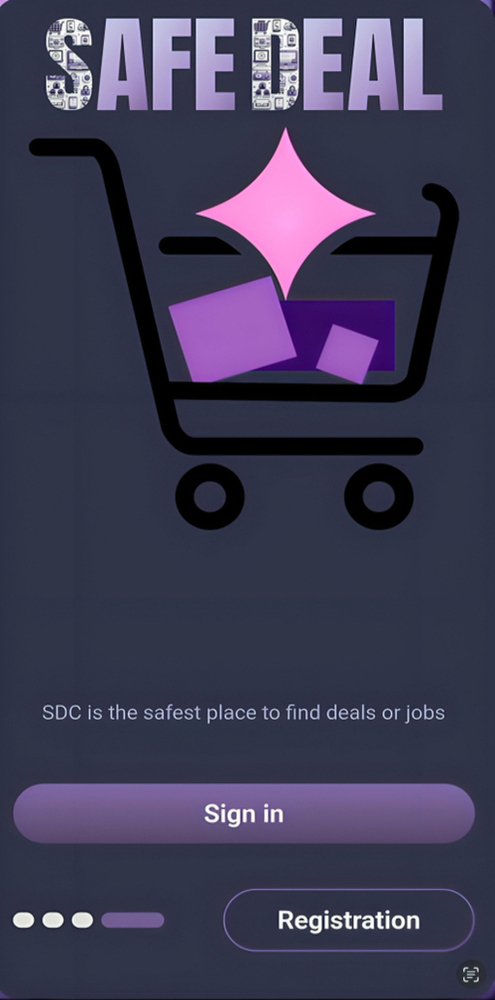 SAFE DEAL
SDC is the safest place to find deals or jobs
Sign in
Registration